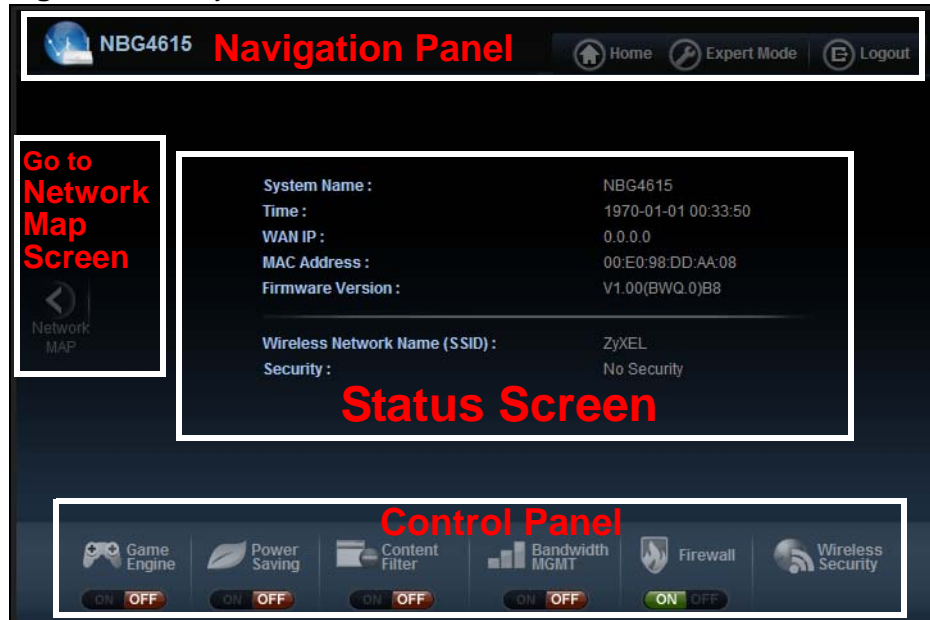 NBG4615
Navigation Panel
Home
Expert Mode
Logout
Go to
Network
Map
Screen
Network
MAP
System Name : NBG4615
Time : 1970-01-01 00:33:50
WAN IP : 0.0.0.0
MAC Address : 00:E0:98:DD:AA:08
Firmware Version : V1.00(BWQ.0)B8
Wireless Network Name (SSID) : ZyXEL
Security : No Security
Status Screen
Control Panel
Game
Engine
ON OFF
Power
Saving
ON OFF
Content
Filter
ON OFF
Bandwidth
MGMT
ON OFF
Firewall
ON OFF
Wireless
Security